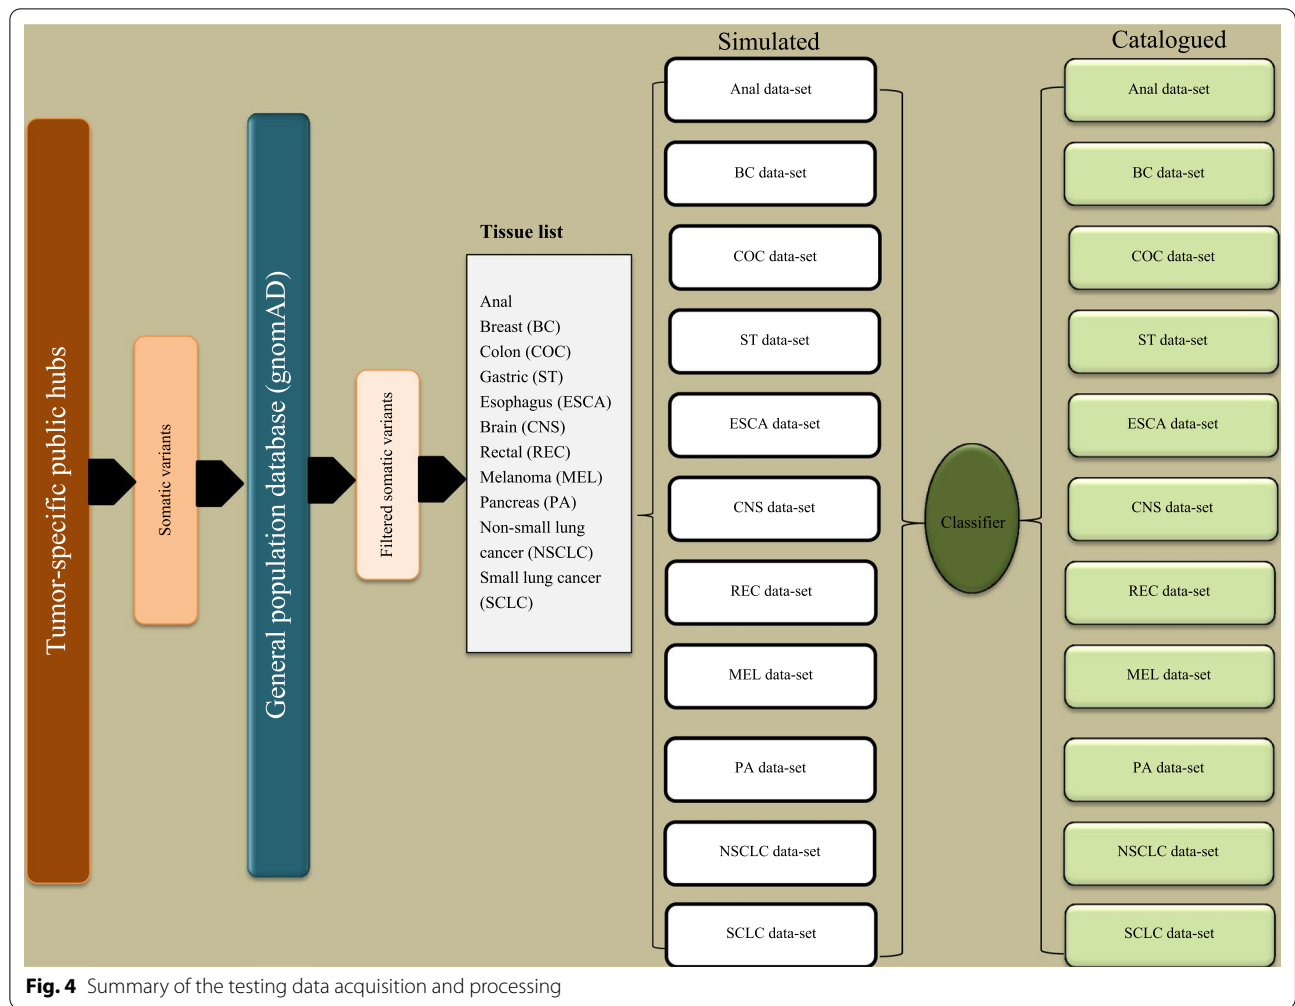 Tumor-specific public hubs
Somatic variants
General population database (gnomAD)
Filtered somatic variants
Tissue list
Anal
Breast (BC)
Colon (COC)
Gastric (ST)
Esophagus (ESCA)
Brain (CNS)
Rectal (REC)
Melanoma (MEL)
Pancreas (PA)
Non-small lung
cancer (NSCLC)
Small lung cancer
(SCLC)
Simulated
Anal data-set
BC data-set
COC data-set
ST data-set
ESCA data-set
CNS data-set
REC data-set
MEL data-set
PA data-set
NSCLC data-set
SCLC data-set
Classifier
Catalogued
Anal data-set
BC data-set
COC data-set
ST data-set
ESCA data-set
CNS data-set
REC data-set
MEL data-set
PA data-set
NSCLC data-set
SCLC data-set
Fig. 4 Summary of the testing data acquisition and processing